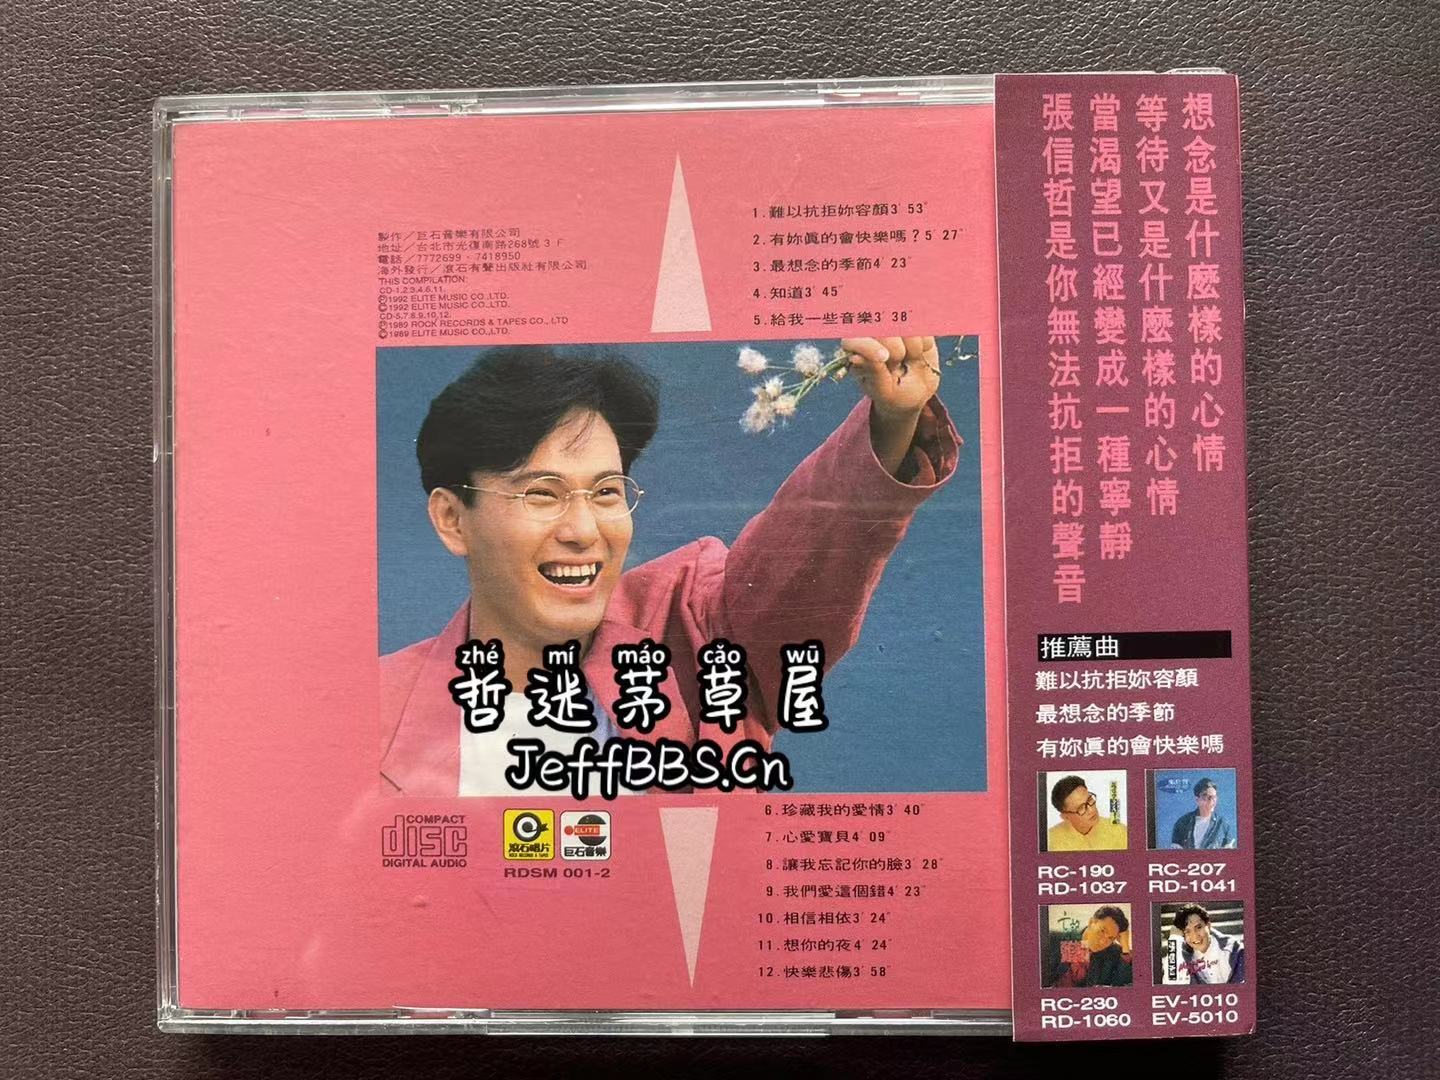 製作／巨石音樂有限公司
地址／台北市光復南路268號3F
電話／7772699·7418950
海外發行／滾石有聲出版社有限公司
THIS COMPILATION:
CD-1,2,3,4,6,11.
Ⓟ1992 ELITE MUSIC CO.,LTD.
©1992 ELITE MUSIC CO.,LTD.
CD-5,7,8,9,10,12.
Ⓟ1989 ROCK RECORDS & TAPES CO., LTD
©1989 ELITE MUSIC CO.,LTD.
1.難以抗拒妳容顏3′53″
2.有妳眞的會快樂嗎？5′27″
3.最想念的季節4′23″
4.知道3′45″
5.給我一些音樂3′38″
zhé mí máo cǎo wū
哲迷茅草屋
JeffBBS.Cn
COMPACT
disc
DIGITAL AUDIO
滾石唱片
ROCK RECORDS & TAPES
ELITE
巨石音樂
RDSM 001-2
6.珍藏我的愛情3′40″
7.心愛寶貝4′09″
8.讓我忘記你的臉3′28″
9.我們愛這個錯4′23″
10.相信相依3′24″
11.想你的夜4′24″
12.快樂悲傷3′58″
想念是什麼樣的心情
等待又是什麼樣的心情
當渴望已經變成一種寧靜
張信哲是你無法抗拒的聲音
推薦曲
難以抗拒妳容顏
最想念的季節
有妳眞的會快樂嗎
RC-190
RD-1037
RC-207
RD-1041
RC-230
RD-1060
EV-1010
EV-5010